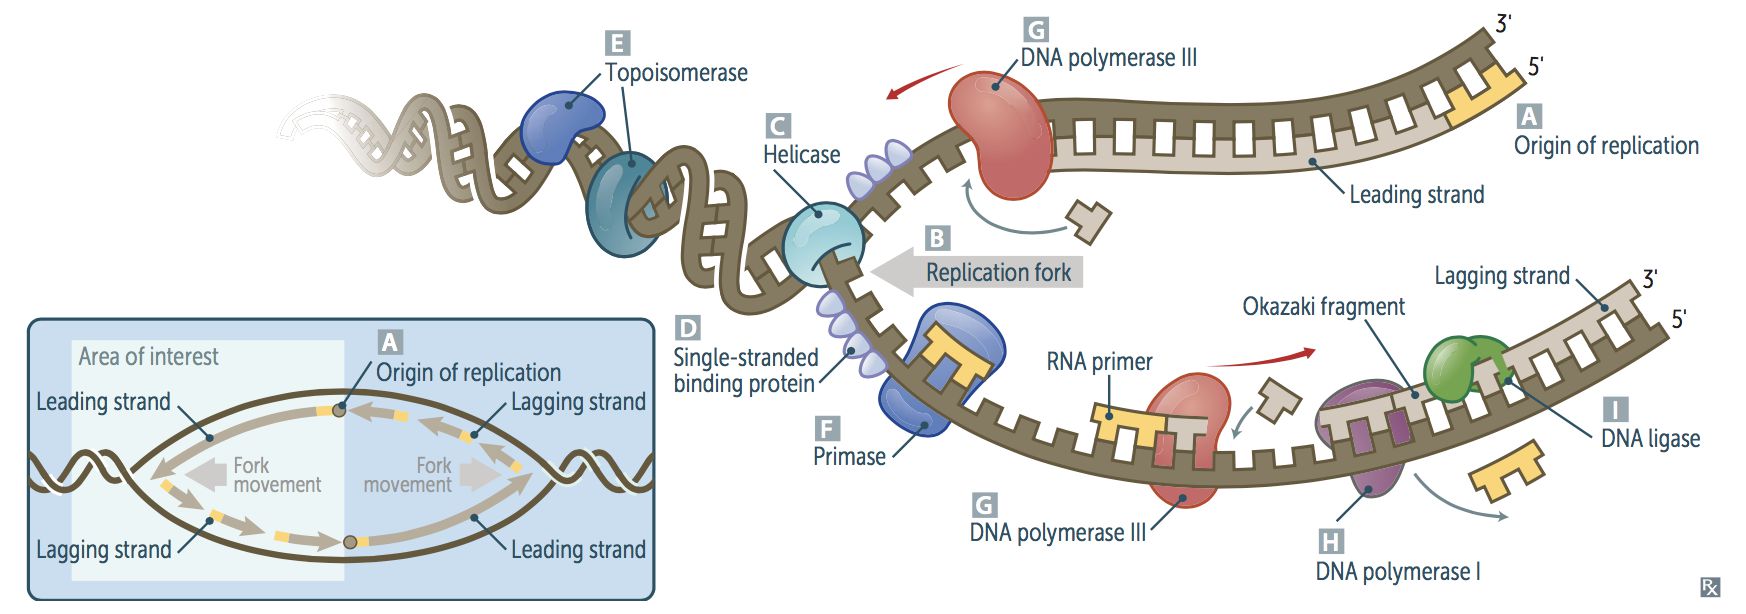 E
Topoisomerase
G
DNA polymerase III
3'
5'
A
Origin of replication
C
Helicase
Leading strand
B
Replication fork
D
Single-stranded
binding protein
Lagging strand
3'
Okazaki fragment
5'
RNA primer
F
Primase
I
DNA ligase
G
DNA polymerase III
H
DNA polymerase I
Area of interest
A
Origin of replication
Leading strand
Lagging strand
Fork
movement
Fork
movement
Lagging strand
Leading strand
Rx